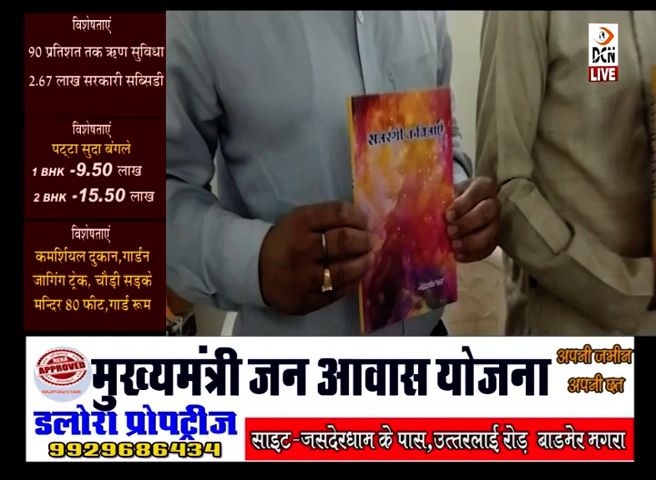 विशेषताएं
90 प्रतिशत तक ऋण सुविधा
2.67 लाख सरकारी सब्सिडी
विशेषताएं
पट्टा सुदा बंगले
1 BHK -9.50 लाख
2 BHK -15.50 लाख
विशेषताएं
कमर्शियल दुकान,गार्डन
जागिंग ट्रेक, चौड़ी सड़के
मन्दिर 80 फीट,गार्ड रूम
DCN
LIVE
सतरंगी कविताएँ
APPROVED
मुख्यमंत्री जन आवास योजना
अपनी जमीन
अपनी छत
डलोरा प्रोपट्रीज
9929686434
साइट-जसदेरधाम के पास,उत्तरलाई रोड़ बाडमेर मगरा